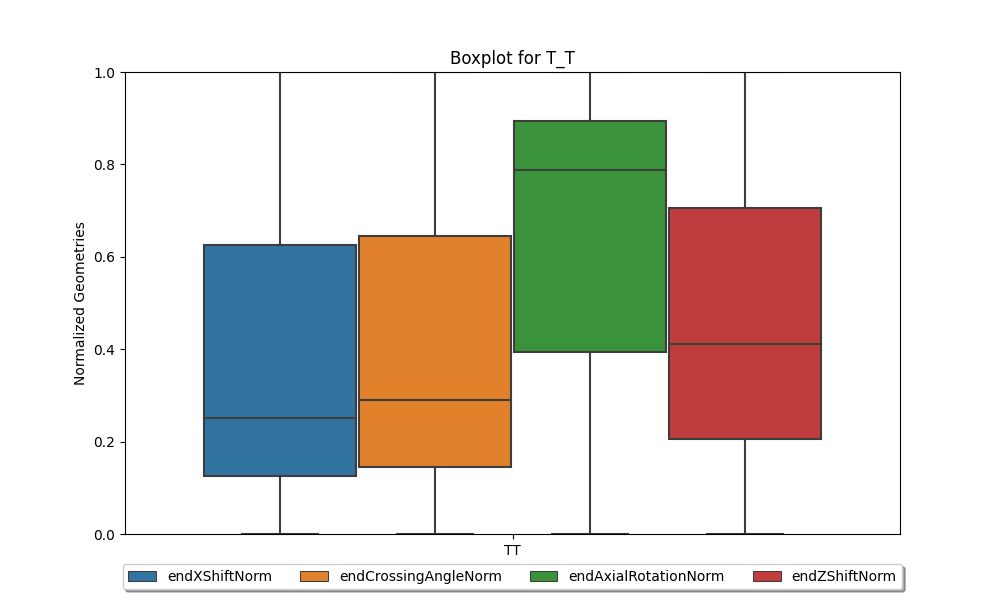 Boxplot for T_T
1.0
0.8
0.6
0.4
0.2
0.0
Normalized Geometries
TT
endXShiftNorm endCrossingAngleNorm endAxialRotationNorm endZShiftNorm